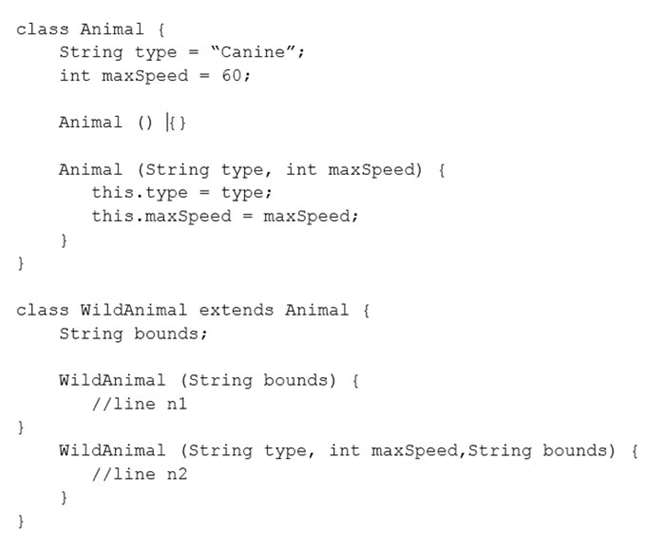 class Animal {
    String type = “Canine”;
    int maxSpeed = 60;

    Animal () {}

    Animal (String type, int maxSpeed) {
       this.type = type;
       this.maxSpeed = maxSpeed;
    }
}

class WildAnimal extends Animal {
    String bounds;

    WildAnimal (String bounds) {
       //line n1
}
    WildAnimal (String type, int maxSpeed,String bounds) {
       //line n2
    }
}